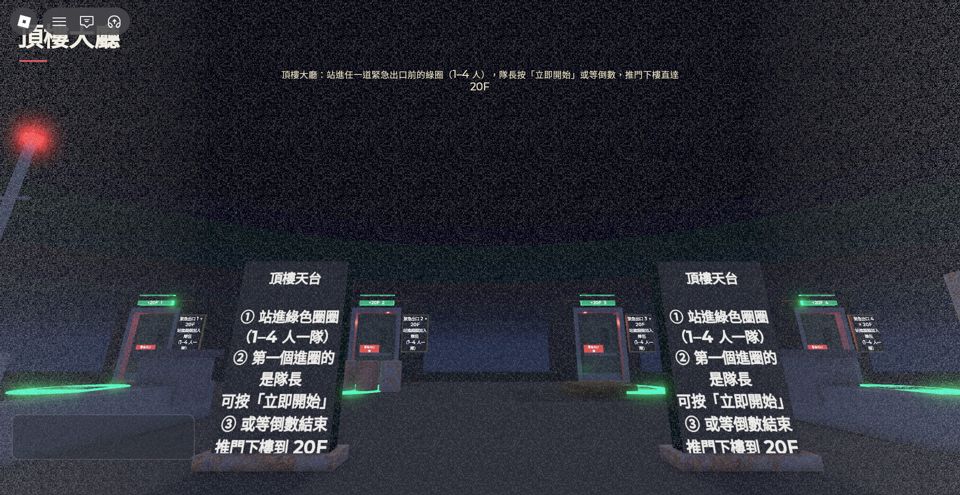 頂樓大廳
頂樓大廳：站進任一道緊急出口前的綠圈（1–4 人），隊長按「立即開始」或等倒數，推門下樓直達
20F
頂樓天台
① 站進綠色圈圈
（1–4 人一隊）
② 第一個進圈的
是隊長
可按「立即開始」
③ 或等倒數結束
推門下樓到 20F
頂樓天台
① 站進綠色圈圈
（1–4 人一隊）
② 第一個進圈的
是隊長
可按「立即開始」
③ 或等倒數結束
推門下樓到 20F